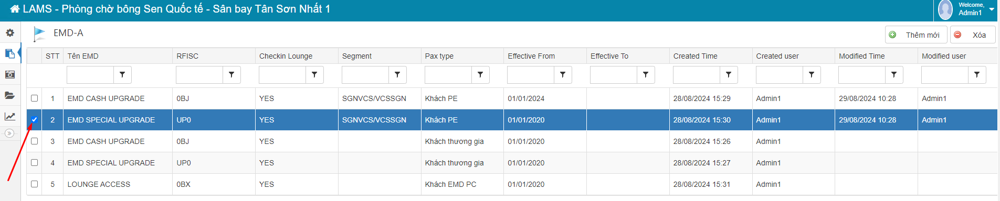 LAMS - Phòng chờ bông Sen Quốc tế - Sân bay Tân Sơn Nhất 1
Welcome,
Admin1
EMD-A
Thêm mới
Xóa
STT Tên EMD RFISC Checkin Lounge Segment Pax type Effective From Effective To Created Time Created user Modified Time Modified user
1 EMD CASH UPGRADE 0BJ YES SGNVCS/VCSSGN Khách PE 01/01/2024 28/08/2024 15:29 Admin1 29/08/2024 10:28 Admin1
2 EMD SPECIAL UPGRADE UP0 YES SGNVCS/VCSSGN Khách PE 01/01/2020 28/08/2024 15:30 Admin1 29/08/2024 10:28 Admin1
3 EMD CASH UPGRADE 0BJ YES Khách thương gia 01/01/2020 28/08/2024 15:26 Admin1
4 EMD SPECIAL UPGRADE UP0 YES Khách thương gia 01/01/2020 28/08/2024 15:27 Admin1
5 LOUNGE ACCESS 0BX YES Khách EMD PC 01/01/2020 28/08/2024 15:31 Admin1